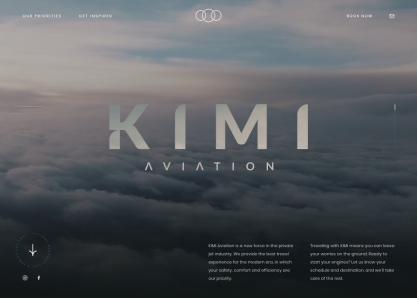 OUR PRIORITIES
GET INSPIRED
BOOK NOW
KIMI
AVIATION
KIMI Aviation is a new force in the private
jet industry. We provide the best travel
experience for the modern era, in which
your safety, comfort and efficiency are
our priority.
Traveling with KIMI means you can leave
your worries on the ground. Ready to
start your engines? Let us know your
schedule and destination, and we'll take
care of the rest.